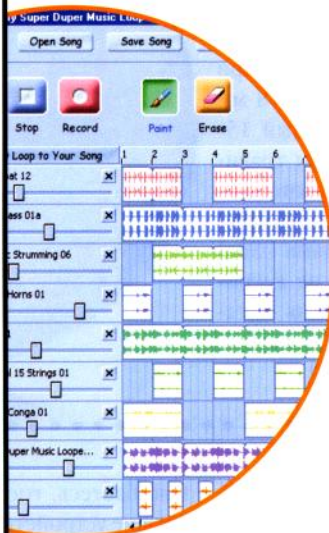 y Super Duper Music Loop
Open Song Save Song
Stop Record Paint Erase
Loop to Your Song 1 2 3 4 5 6
at 12
ass 01a
c Strumming 06
Horns 01
1
l 15 Strings 01
Conga 01
uper Music Loope...